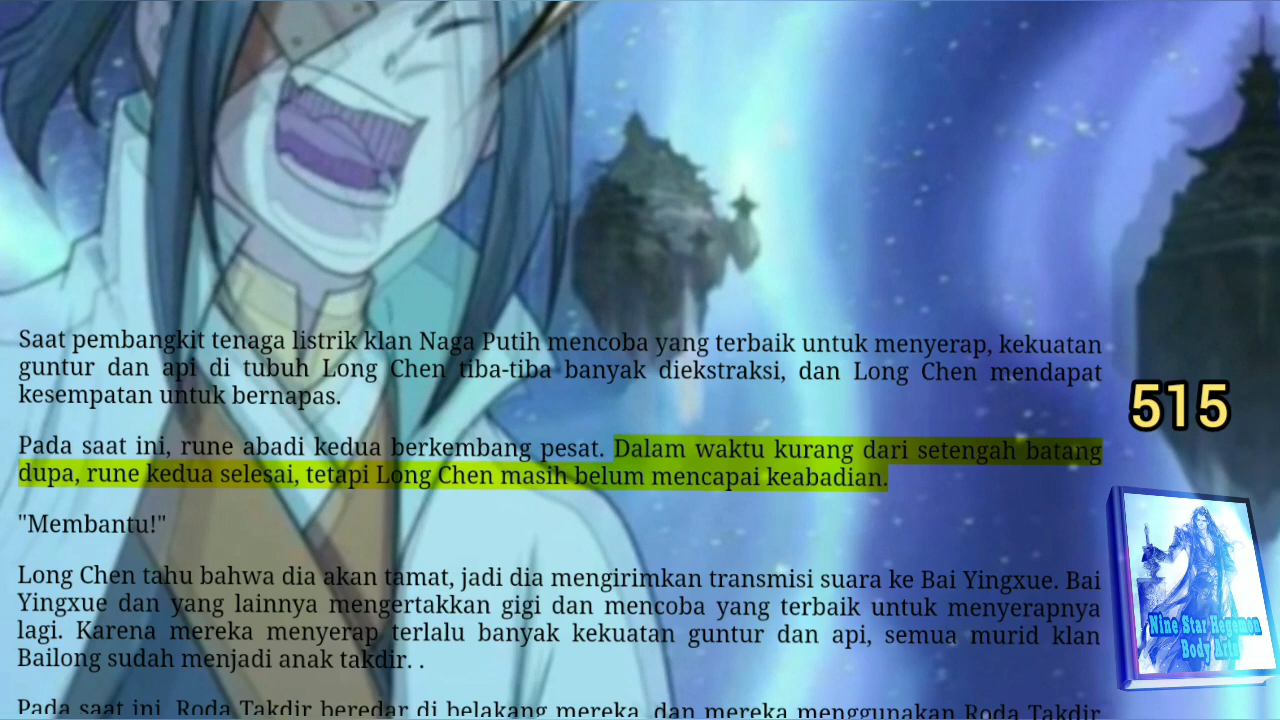 Saat pembangkit tenaga listrik klan Naga Putih mencoba yang terbaik untuk menyerap, kekuatan
guntur dan api di tubuh Long Chen tiba-tiba banyak diekstraksi, dan Long Chen mendapat
kesempatan untuk bernapas.
Pada saat ini, rune abadi kedua berkembang pesat. Dalam waktu kurang dari setengah batang
dupa, rune kedua selesai, tetapi Long Chen masih belum mencapai keabadian.
"Membantu!"
Long Chen tahu bahwa dia akan tamat, jadi dia mengirimkan transmisi suara ke Bai Yingxue. Bai
Yingxue dan yang lainnya mengertakkan gigi dan mencoba yang terbaik untuk menyerapnya
lagi. Karena mereka menyerap terlalu banyak kekuatan guntur dan api, semua murid klan
Bailong sudah menjadi anak takdir. .
Pada saat ini, Roda Takdir beredar di belakang mereka, dan mereka menggunakan Roda Takdir
515
Nine Star Hegemon
Body Arts